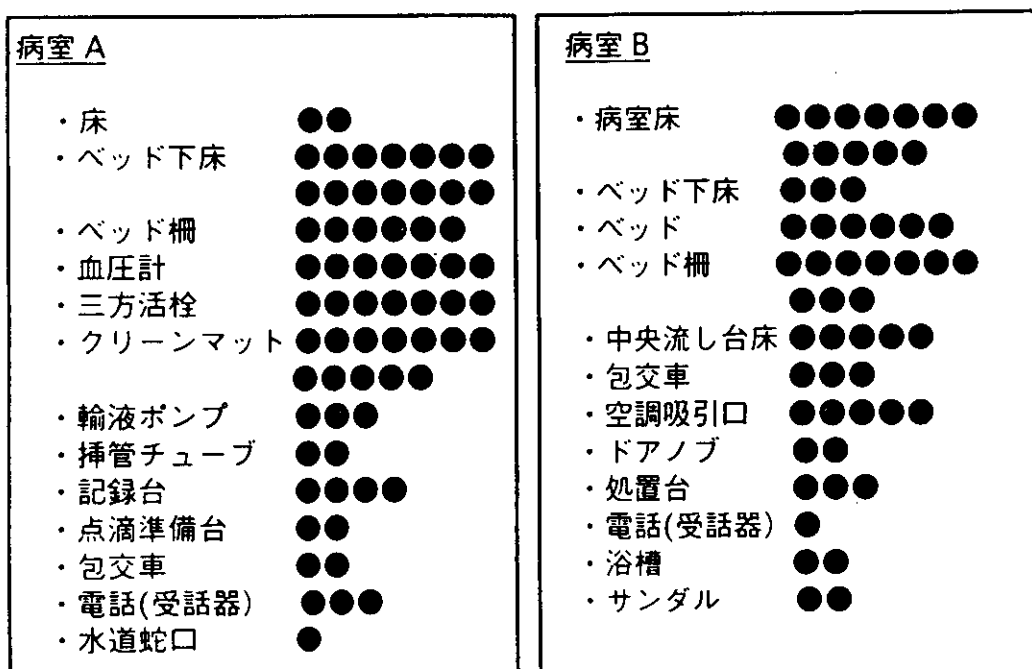 病室 A
・床 ●●
・ベッド下床 ●●●●●●●
●●●●●●●
・ベッド柵 ●●●●●●
・血圧計 ●●●●●●●
・三方活栓 ●●●●●●●
・クリーンマット ●●●●●●●
●●●●●
・輸液ポンプ ●●●
・挿管チューブ ●●
・記録台 ●●●●
・点滴準備台 ●●
・包交車 ●●
・電話(受話器) ●●●
・水道蛇口 ●
病室 B
・病室床 ●●●●●●●
●●●●●
・ベッド下床 ●●●
・ベッド ●●●●●●
・ベッド柵 ●●●●●●●
●●●
・中央流し台床 ●●●●●
・包交車 ●●●
・空調吸引口 ●●●●●
・ドアノブ ●●
・処置台 ●●●
・電話(受話器) ●
・浴槽 ●●
・サンダル ●●